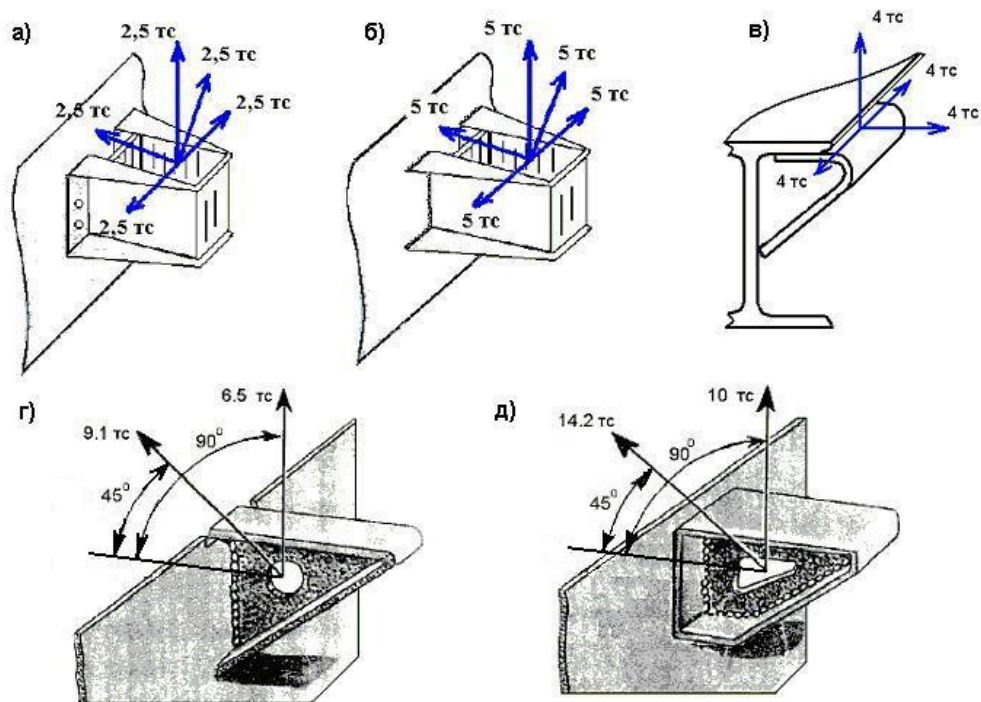 а)
2,5 тс
2,5 тс
2,5 тс
2,5 тс
2,5 тс
б)
5 тс
5 тс
5 тс
5 тс
5 тс
в)
4 тс
4 тс
4 тс
4 тс
г)
6.5 тс
9.1 тс
90⁰
45⁰
д)
10 тс
14.2 тс
90⁰
45⁰